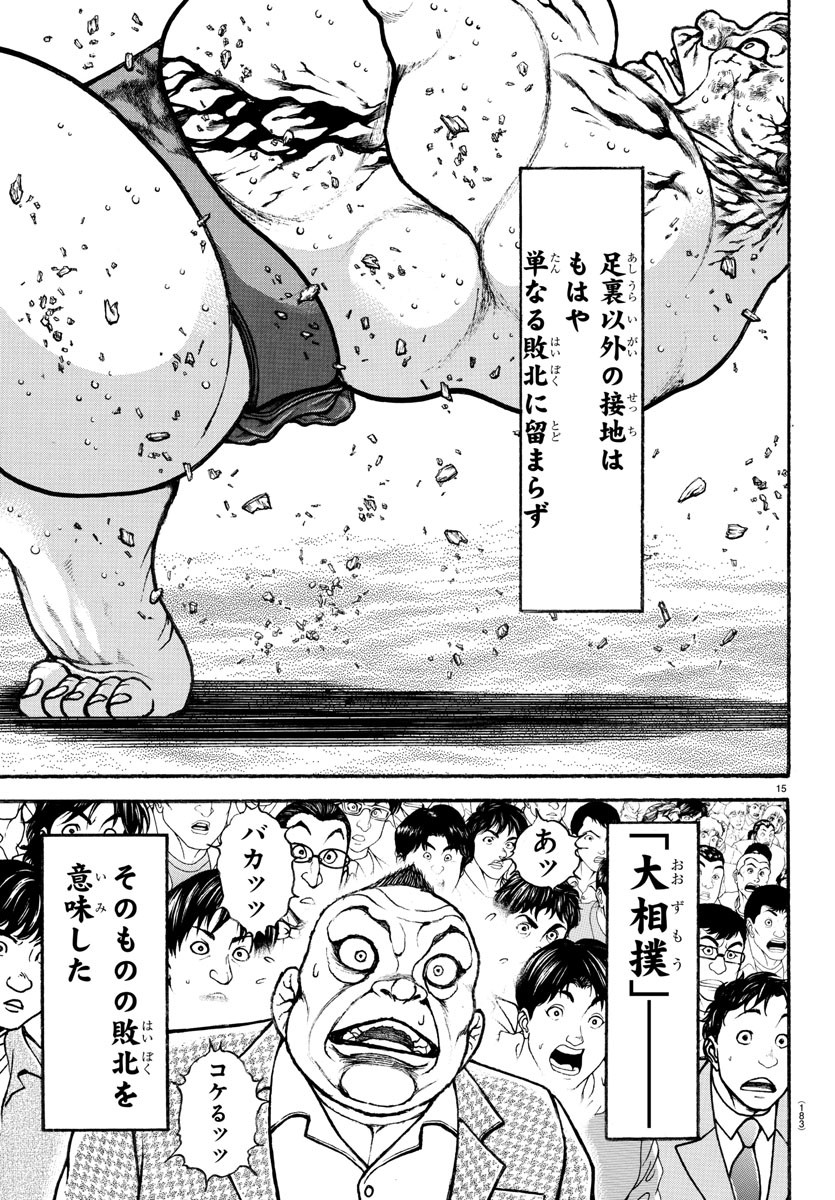 足裏以外の接地は
もはや
単なる敗北に留まらず
15
「大相撲」――
あッ
バカッッ
コケるッッ
そのものの敗北を
意味した
(183)